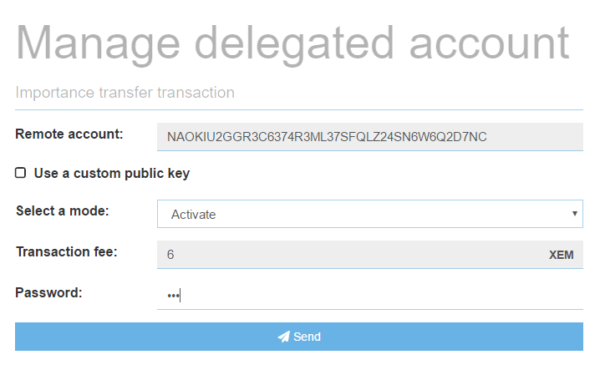 Manage delegated account
Importance transfer transaction
Remote account: NAOKIU2GGR3C6374R3ML37SFQLZ24SN6W6Q2D7NC
Use a custom public key
Select a mode: Activate
Transaction fee: 6 XEM
Password: •••
Send